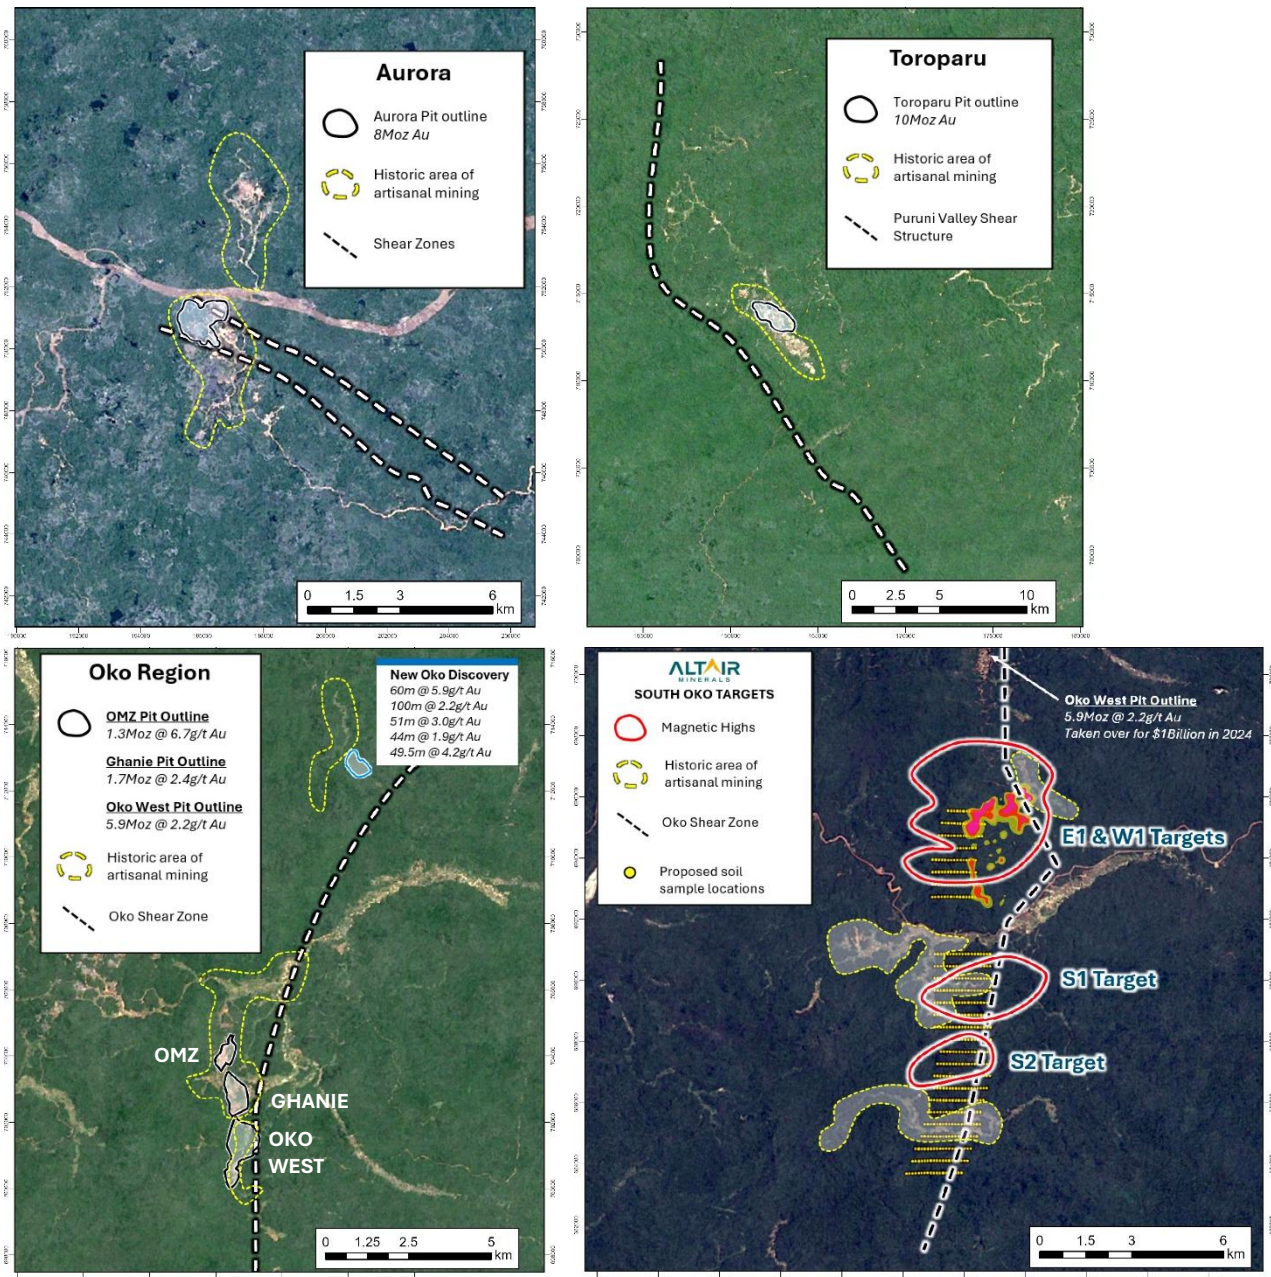 Aurora
Aurora Pit outline
8Moz Au
Historic area of
artisanal mining
Shear Zones
0 1.5 3 6
km
Toroparu
Toroparu Pit outline
10Moz Au
Historic area of
artisanal mining
Puruni Valley Shear
Structure
0 2.5 5 10
km
Oko Region
OMZ Pit Outline
1.3Moz @ 6.7g/t Au
Ghanie Pit Outline
1.7Moz @ 2.4g/t Au
Oko West Pit Outline
5.9Moz @ 2.2g/t Au
Historic area of
artisanal mining
Oko Shear Zone
New Oko Discovery
60m @ 5.9g/t Au
100m @ 2.2g/t Au
51m @ 3.0g/t Au
44m @ 1.9g/t Au
49.5m @ 4.2g/t Au
OMZ
GHANIE
OKO
WEST
0 1.25 2.5 5
km
ALTAIR
MINERALS
SOUTH OKO TARGETS
Magnetic Highs
Historic area of
artisanal mining
Oko Shear Zone
Proposed soil
sample locations
Oko West Pit Outline
5.9Moz @ 2.2g/t Au
Taken over for $1Billion in 2024
E1 & W1 Targets
S1 Target
S2 Target
0 1.5 3 6
km